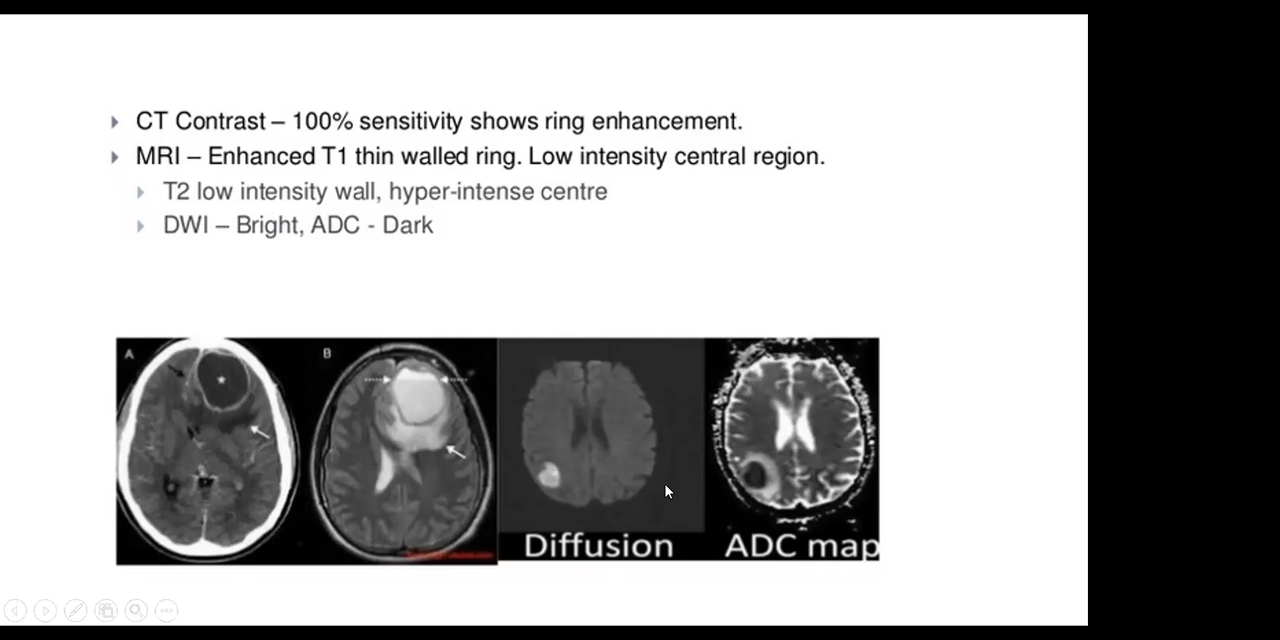 CT Contrast – 100% sensitivity shows ring enhancement.
MRI – Enhanced T1 thin walled ring. Low intensity central region.
T2 low intensity wall, hyper-intense centre
DWI – Bright, ADC - Dark
A
B
Diffusion
ADC map